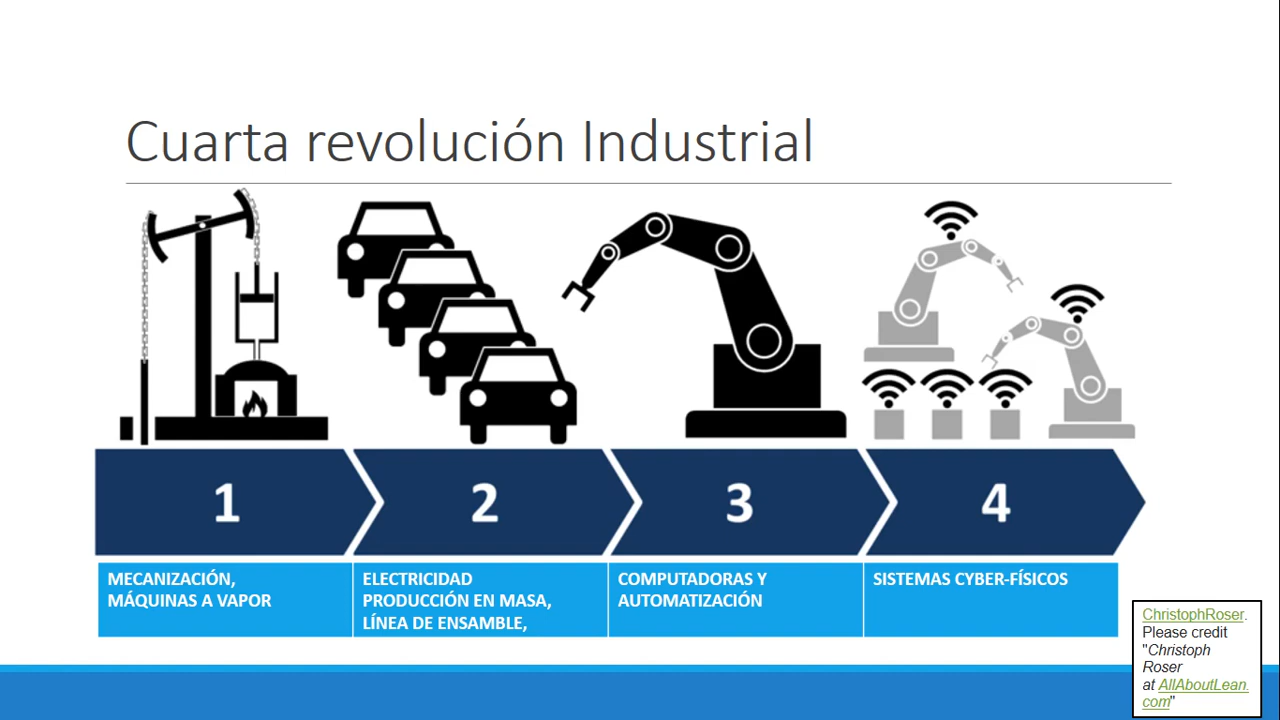 Cuarta revolución Industrial
1
2
3
4
MECANIZACIÓN,
MÁQUINAS A VAPOR
ELECTRICIDAD
PRODUCCIÓN EN MASA,
LÍNEA DE ENSAMBLE,
COMPUTADORAS Y
AUTOMATIZACIÓN
SISTEMAS CYBER-FÍSICOS
ChristophRoser.
Please credit
"Christoph
Roser
at AllAboutLean.
com"